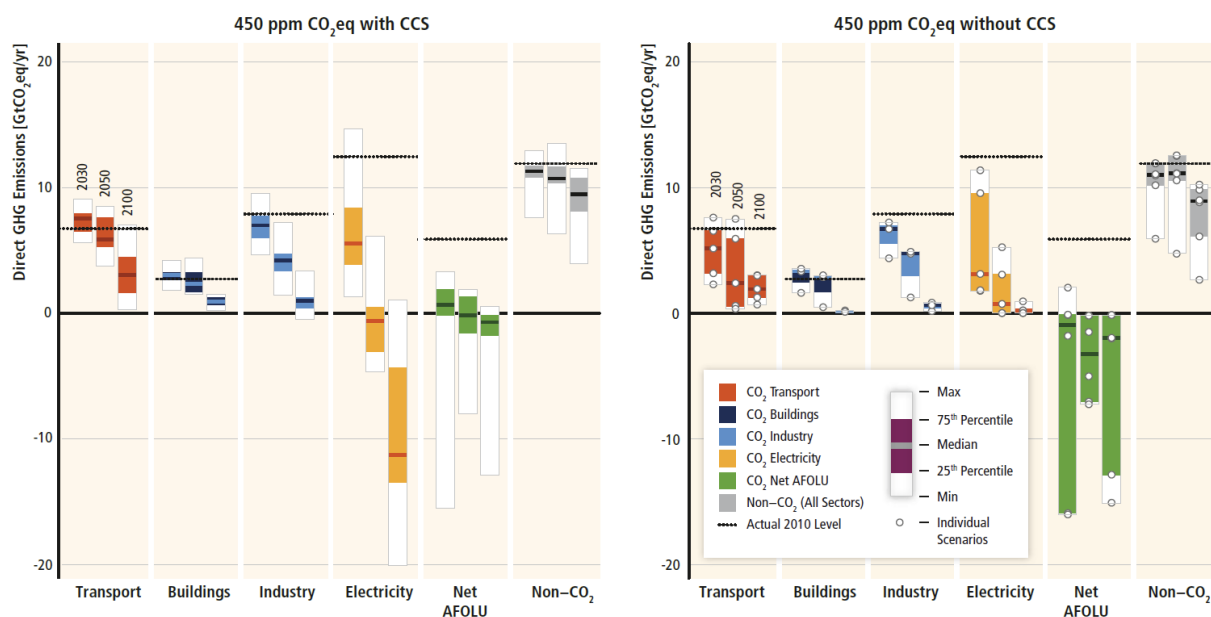 450 ppm CO₂eq with CCS
Direct GHG Emissions [GtCO₂eq/yr]
20
10
0
-10
-20
2030
2050
2100
Transport
Buildings
Industry
Electricity
Net
AFOLU
Non–CO₂
450 ppm CO₂eq without CCS
Direct GHG Emissions [GtCO₂eq/yr]
20
10
0
-10
-20
2030
2050
2100
CO₂ Transport
CO₂ Buildings
CO₂ Industry
CO₂ Electricity
CO₂ Net AFOLU
Non–CO₂ (All Sectors)
Actual 2010 Level
Max
75th Percentile
Median
25th Percentile
Min
Individual
Scenarios
Transport
Buildings
Industry
Electricity
Net
AFOLU
Non–CO₂